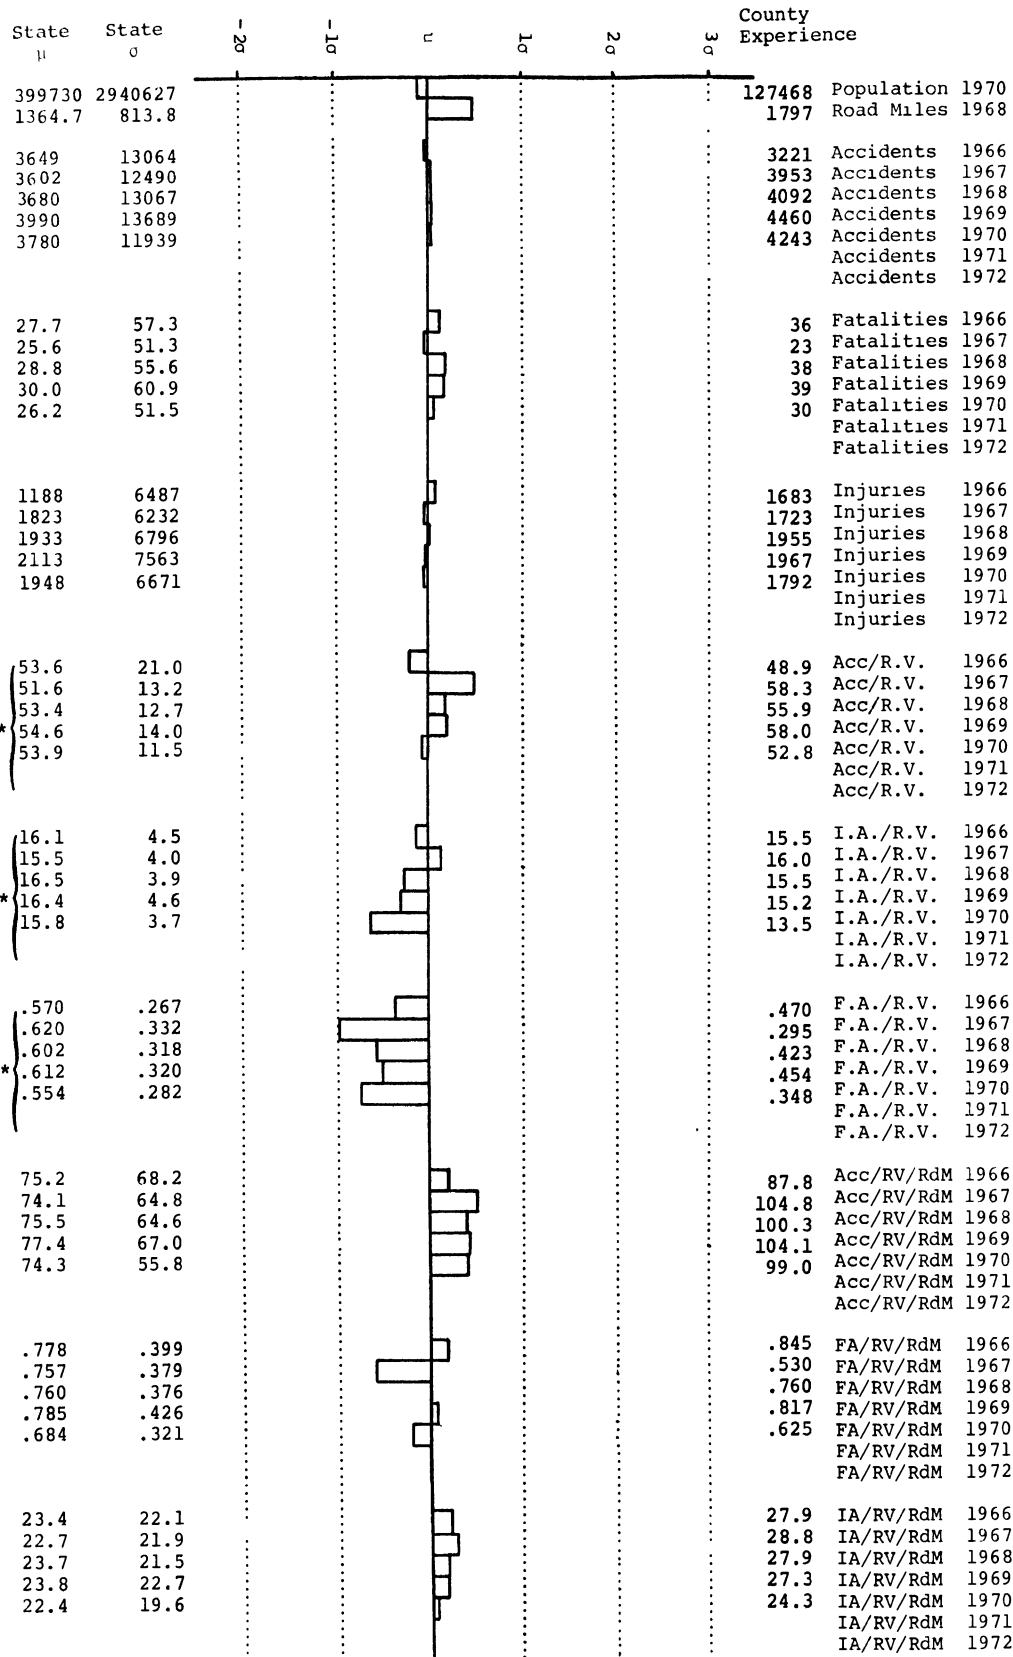 State μ State σ -2σ -1σ μ 1σ 2σ 3σ County Experience
399730 2940627 127468 Population 1970
1364.7 813.8 1797 Road Miles 1968
3649 13064 3221 Accidents 1966
3602 12490 3953 Accidents 1967
3680 13067 4092 Accidents 1968
3990 13689 4460 Accidents 1969
3780 11939 4243 Accidents 1970
Accidents 1971
Accidents 1972
27.7 57.3 36 Fatalities 1966
25.6 51.3 23 Fatalities 1967
28.8 55.6 38 Fatalities 1968
30.0 60.9 39 Fatalities 1969
26.2 51.5 30 Fatalities 1970
Fatalities 1971
Fatalities 1972
1188 6487 1683 Injuries 1966
1823 6232 1723 Injuries 1967
1933 6796 1955 Injuries 1968
2113 7563 1967 Injuries 1969
1948 6671 1792 Injuries 1970
Injuries 1971
Injuries 1972
53.6 21.0 48.9 Acc/R.V. 1966
51.6 13.2 58.3 Acc/R.V. 1967
53.4 12.7 55.9 Acc/R.V. 1968
* 54.6 14.0 58.0 Acc/R.V. 1969
53.9 11.5 52.8 Acc/R.V. 1970
Acc/R.V. 1971
Acc/R.V. 1972
16.1 4.5 15.5 I.A./R.V. 1966
15.5 4.0 16.0 I.A./R.V. 1967
16.5 3.9 15.5 I.A./R.V. 1968
* 16.4 4.6 15.2 I.A./R.V. 1969
15.8 3.7 13.5 I.A./R.V. 1970
I.A./R.V. 1971
I.A./R.V. 1972
.570 .267 .470 F.A./R.V. 1966
.620 .332 .295 F.A./R.V. 1967
.602 .318 .423 F.A./R.V. 1968
* .612 .320 .454 F.A./R.V. 1969
.554 .282 .348 F.A./R.V. 1970
F.A./R.V. 1971
F.A./R.V. 1972
75.2 68.2 87.8 Acc/RV/RdM 1966
74.1 64.8 104.8 Acc/RV/RdM 1967
75.5 64.6 100.3 Acc/RV/RdM 1968
77.4 67.0 104.1 Acc/RV/RdM 1969
74.3 55.8 99.0 Acc/RV/RdM 1970
Acc/RV/RdM 1971
Acc/RV/RdM 1972
.778 .399 .845 FA/RV/RdM 1966
.757 .379 .530 FA/RV/RdM 1967
.760 .376 .760 FA/RV/RdM 1968
.785 .426 .817 FA/RV/RdM 1969
.684 .321 .625 FA/RV/RdM 1970
FA/RV/RdM 1971
FA/RV/RdM 1972
23.4 22.1 27.9 IA/RV/RdM 1966
22.7 21.9 28.8 IA/RV/RdM 1967
23.7 21.5 27.9 IA/RV/RdM 1968
23.8 22.7 27.3 IA/RV/RdM 1969
22.4 19.6 24.3 IA/RV/RdM 1970
IA/RV/RdM 1971
IA/RV/RdM 1972